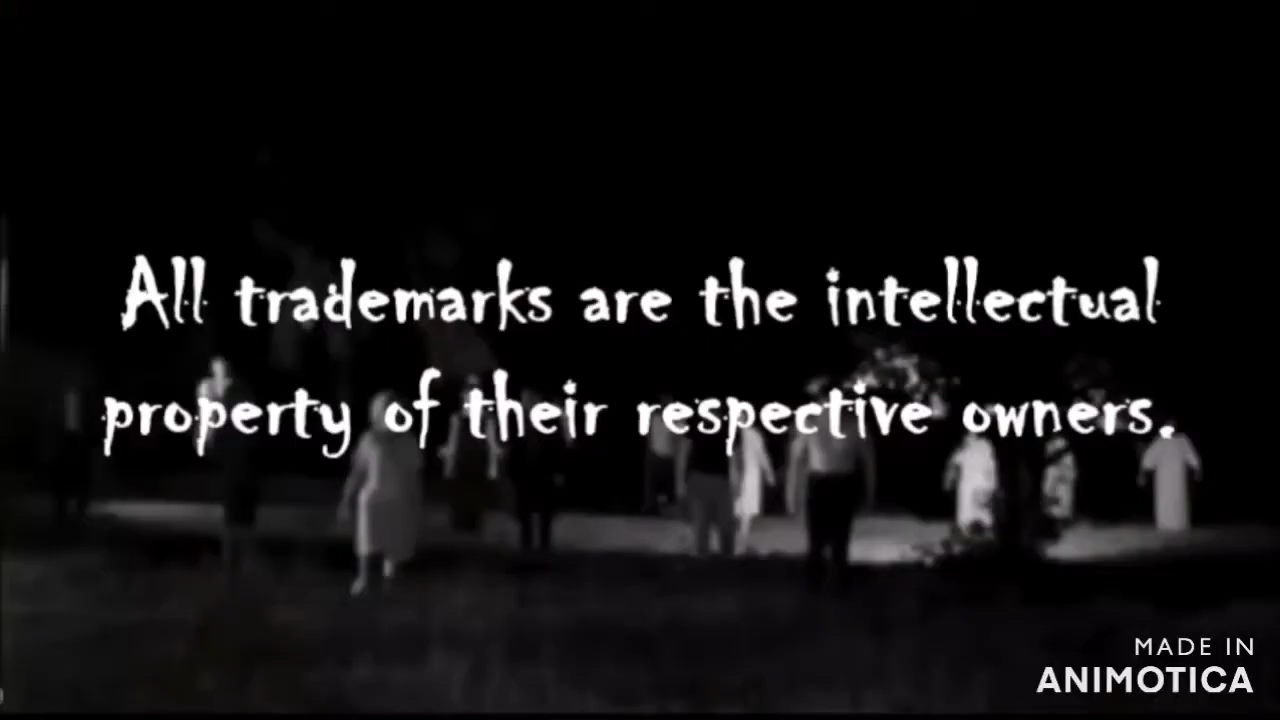 All trademarks are the intellectual
property of their respective owners.
MADE IN
ANIMOTICA